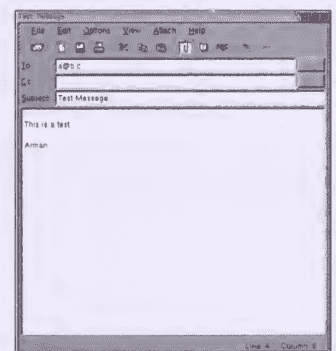 Test Message
File Edit Options View Attach Help
To: a@b.c
Cc:
Subject: Test Message
This is a test
Arman
Line 4 Column 6